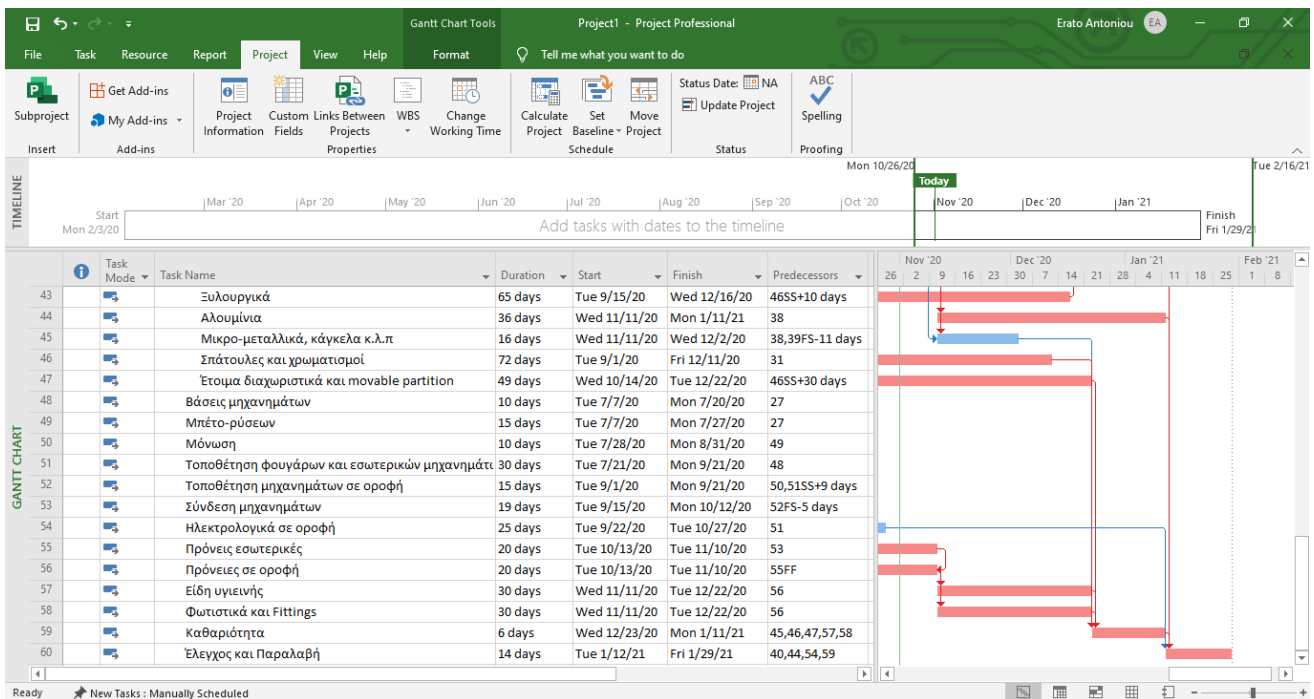 Gantt Chart Tools
Project1 - Project Professional
Erato Antoniou
EA
File Task Resource Report Project View Help Format Tell me what you want to do
Subproject
Insert
Get Add-ins
My Add-ins
Add-ins
Project Information
Custom Fields
Links Between Projects
WBS
Change Working Time
Properties
Calculate Project
Set Baseline
Move Project
Schedule
Status Date: NA
Update Project
Status
ABC
Spelling
Proofing
TIMELINE
Mon 10/26/20
Tue 2/16/21
Today
Mar '20 Apr '20 May '20 Jun '20 Jul '20 Aug '20 Sep '20 Oct '20 Nov '20 Dec '20 Jan '21
Start
Mon 2/3/20
Add tasks with dates to the timeline
Finish
Fri 1/29/21
GANTT CHART
Task Mode Task Name Duration Start Finish Predecessors
Nov '20 Dec '20 Jan '21 Feb '21
26 2 9 16 23 30 7 14 21 28 4 11 18 25 1 8
43 Ξυλουργικά 65 days Tue 9/15/20 Wed 12/16/20 46SS+10 days
44 Αλουμίνια 36 days Wed 11/11/20 Mon 1/11/21 38
45 Μικρο-μεταλλικά, κάγκελα κ.λ.π 16 days Wed 11/11/20 Wed 12/2/20 38,39FS-11 days
46 Σπάτουλες και χρωματισμοί 72 days Tue 9/1/20 Fri 12/11/20 31
47 Έτοιμα διαχωριστικά και movable partition 49 days Wed 10/14/20 Tue 12/22/20 46SS+30 days
48 Βάσεις μηχανημάτων 10 days Tue 7/7/20 Mon 7/20/20 27
49 Μπέτο-ρύσεων 15 days Tue 7/7/20 Mon 7/27/20 27
50 Μόνωση 10 days Tue 7/28/20 Mon 8/31/20 49
51 Τοποθέτηση φουγάρων και εσωτερικών μηχανημάτω 30 days Tue 7/21/20 Mon 9/21/20 48
52 Τοποθέτηση μηχανημάτων σε οροφή 15 days Tue 9/1/20 Mon 9/21/20 50,51SS+9 days
53 Σύνδεση μηχανημάτων 19 days Tue 9/15/20 Mon 10/12/20 52FS-5 days
54 Ηλεκτρολογικά σε οροφή 25 days Tue 9/22/20 Tue 10/27/20 51
55 Πρόνεις εσωτερικές 20 days Tue 10/13/20 Tue 11/10/20 53
56 Πρόνειες σε οροφή 20 days Tue 10/13/20 Tue 11/10/20 55FF
57 Είδη υγιεινής 30 days Wed 11/11/20 Tue 12/22/20 56
58 Φωτιστικά και Fittings 30 days Wed 11/11/20 Tue 12/22/20 56
59 Καθαριότητα 6 days Wed 12/23/20 Mon 1/11/21 45,46,47,57,58
60 Έλεγχος και Παραλαβή 14 days Tue 1/12/21 Fri 1/29/21 40,44,54,59
Ready New Tasks : Manually Scheduled